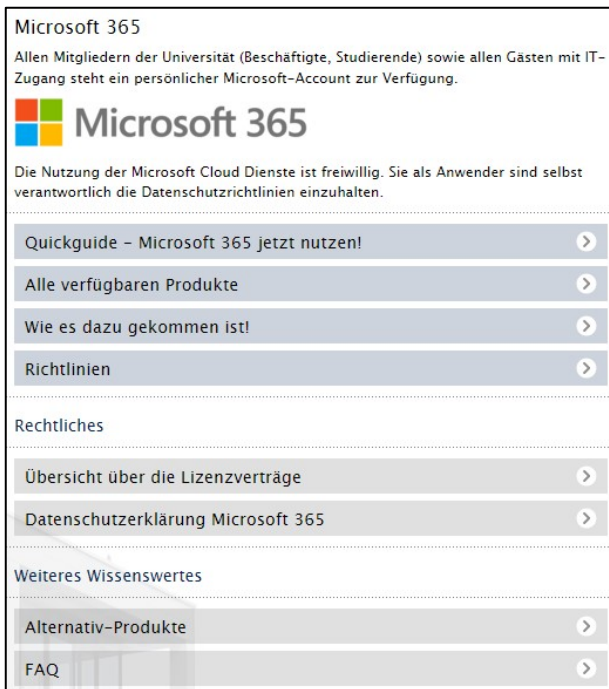 Microsoft 365
Allen Mitgliedern der Universität (Beschäftigte, Studierende) sowie allen Gästen mit IT-
Zugang steht ein persönlicher Microsoft-Account zur Verfügung.
Microsoft 365
Die Nutzung der Microsoft Cloud Dienste ist freiwillig. Sie als Anwender sind selbst
verantwortlich die Datenschutzrichtlinien einzuhalten.
Quickguide – Microsoft 365 jetzt nutzen!
Alle verfügbaren Produkte
Wie es dazu gekommen ist!
Richtlinien
Rechtliches
Übersicht über die Lizenzverträge
Datenschutzerklärung Microsoft 365
Weiteres Wissenswertes
Alternativ-Produkte
FAQ